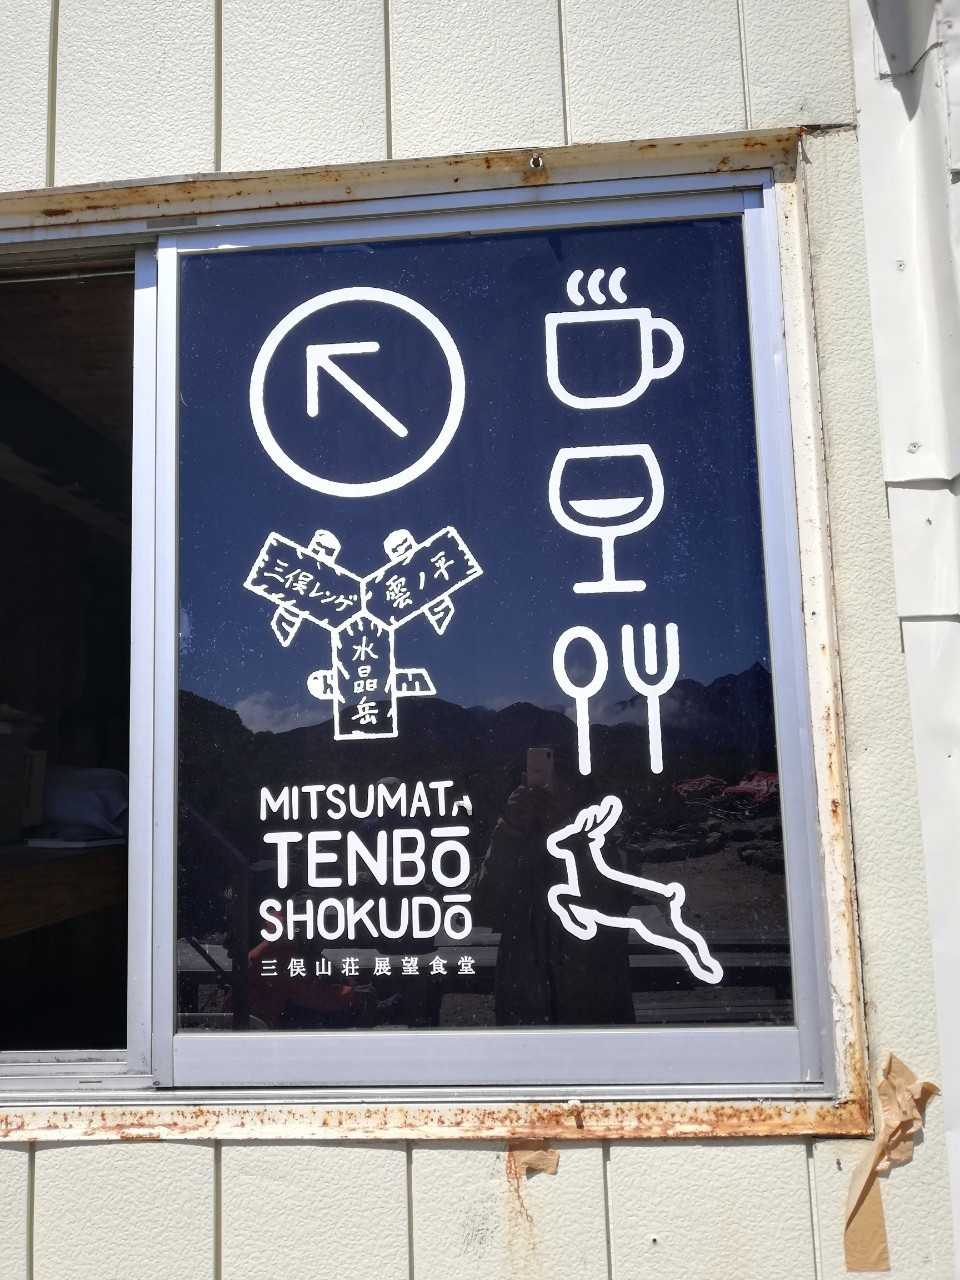 三俣レンゲ
雲ノ平
水晶岳
MITSUMATA
TENBŌ
SHOKUDŌ
三俣山荘 展望食堂